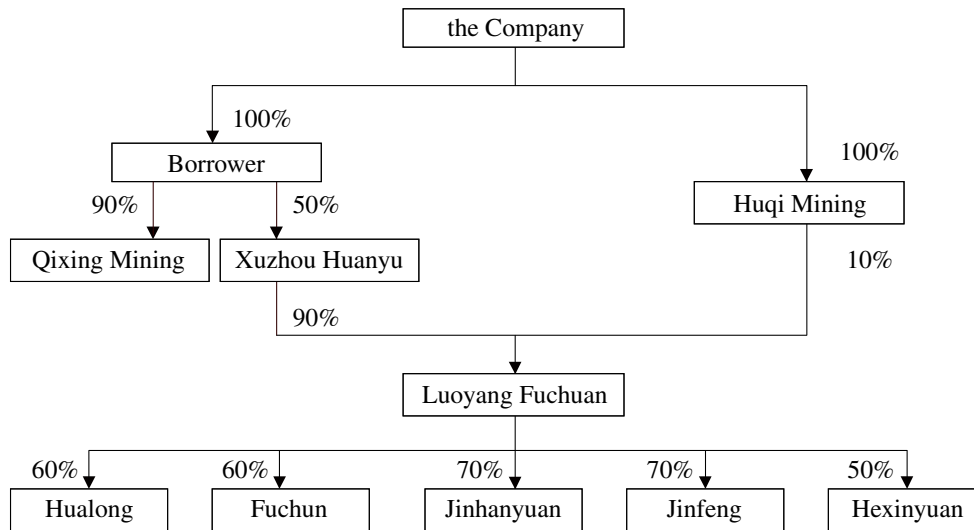 the Company
100%
Borrower
100%
Huqi Mining
90%
50%
Qixing Mining
Xuzhou Huanyu
10%
90%
Luoyang Fuchuan
60%
60%
70%
70%
50%
Hualong
Fuchun
Jinhanyuan
Jinfeng
Hexinyuan